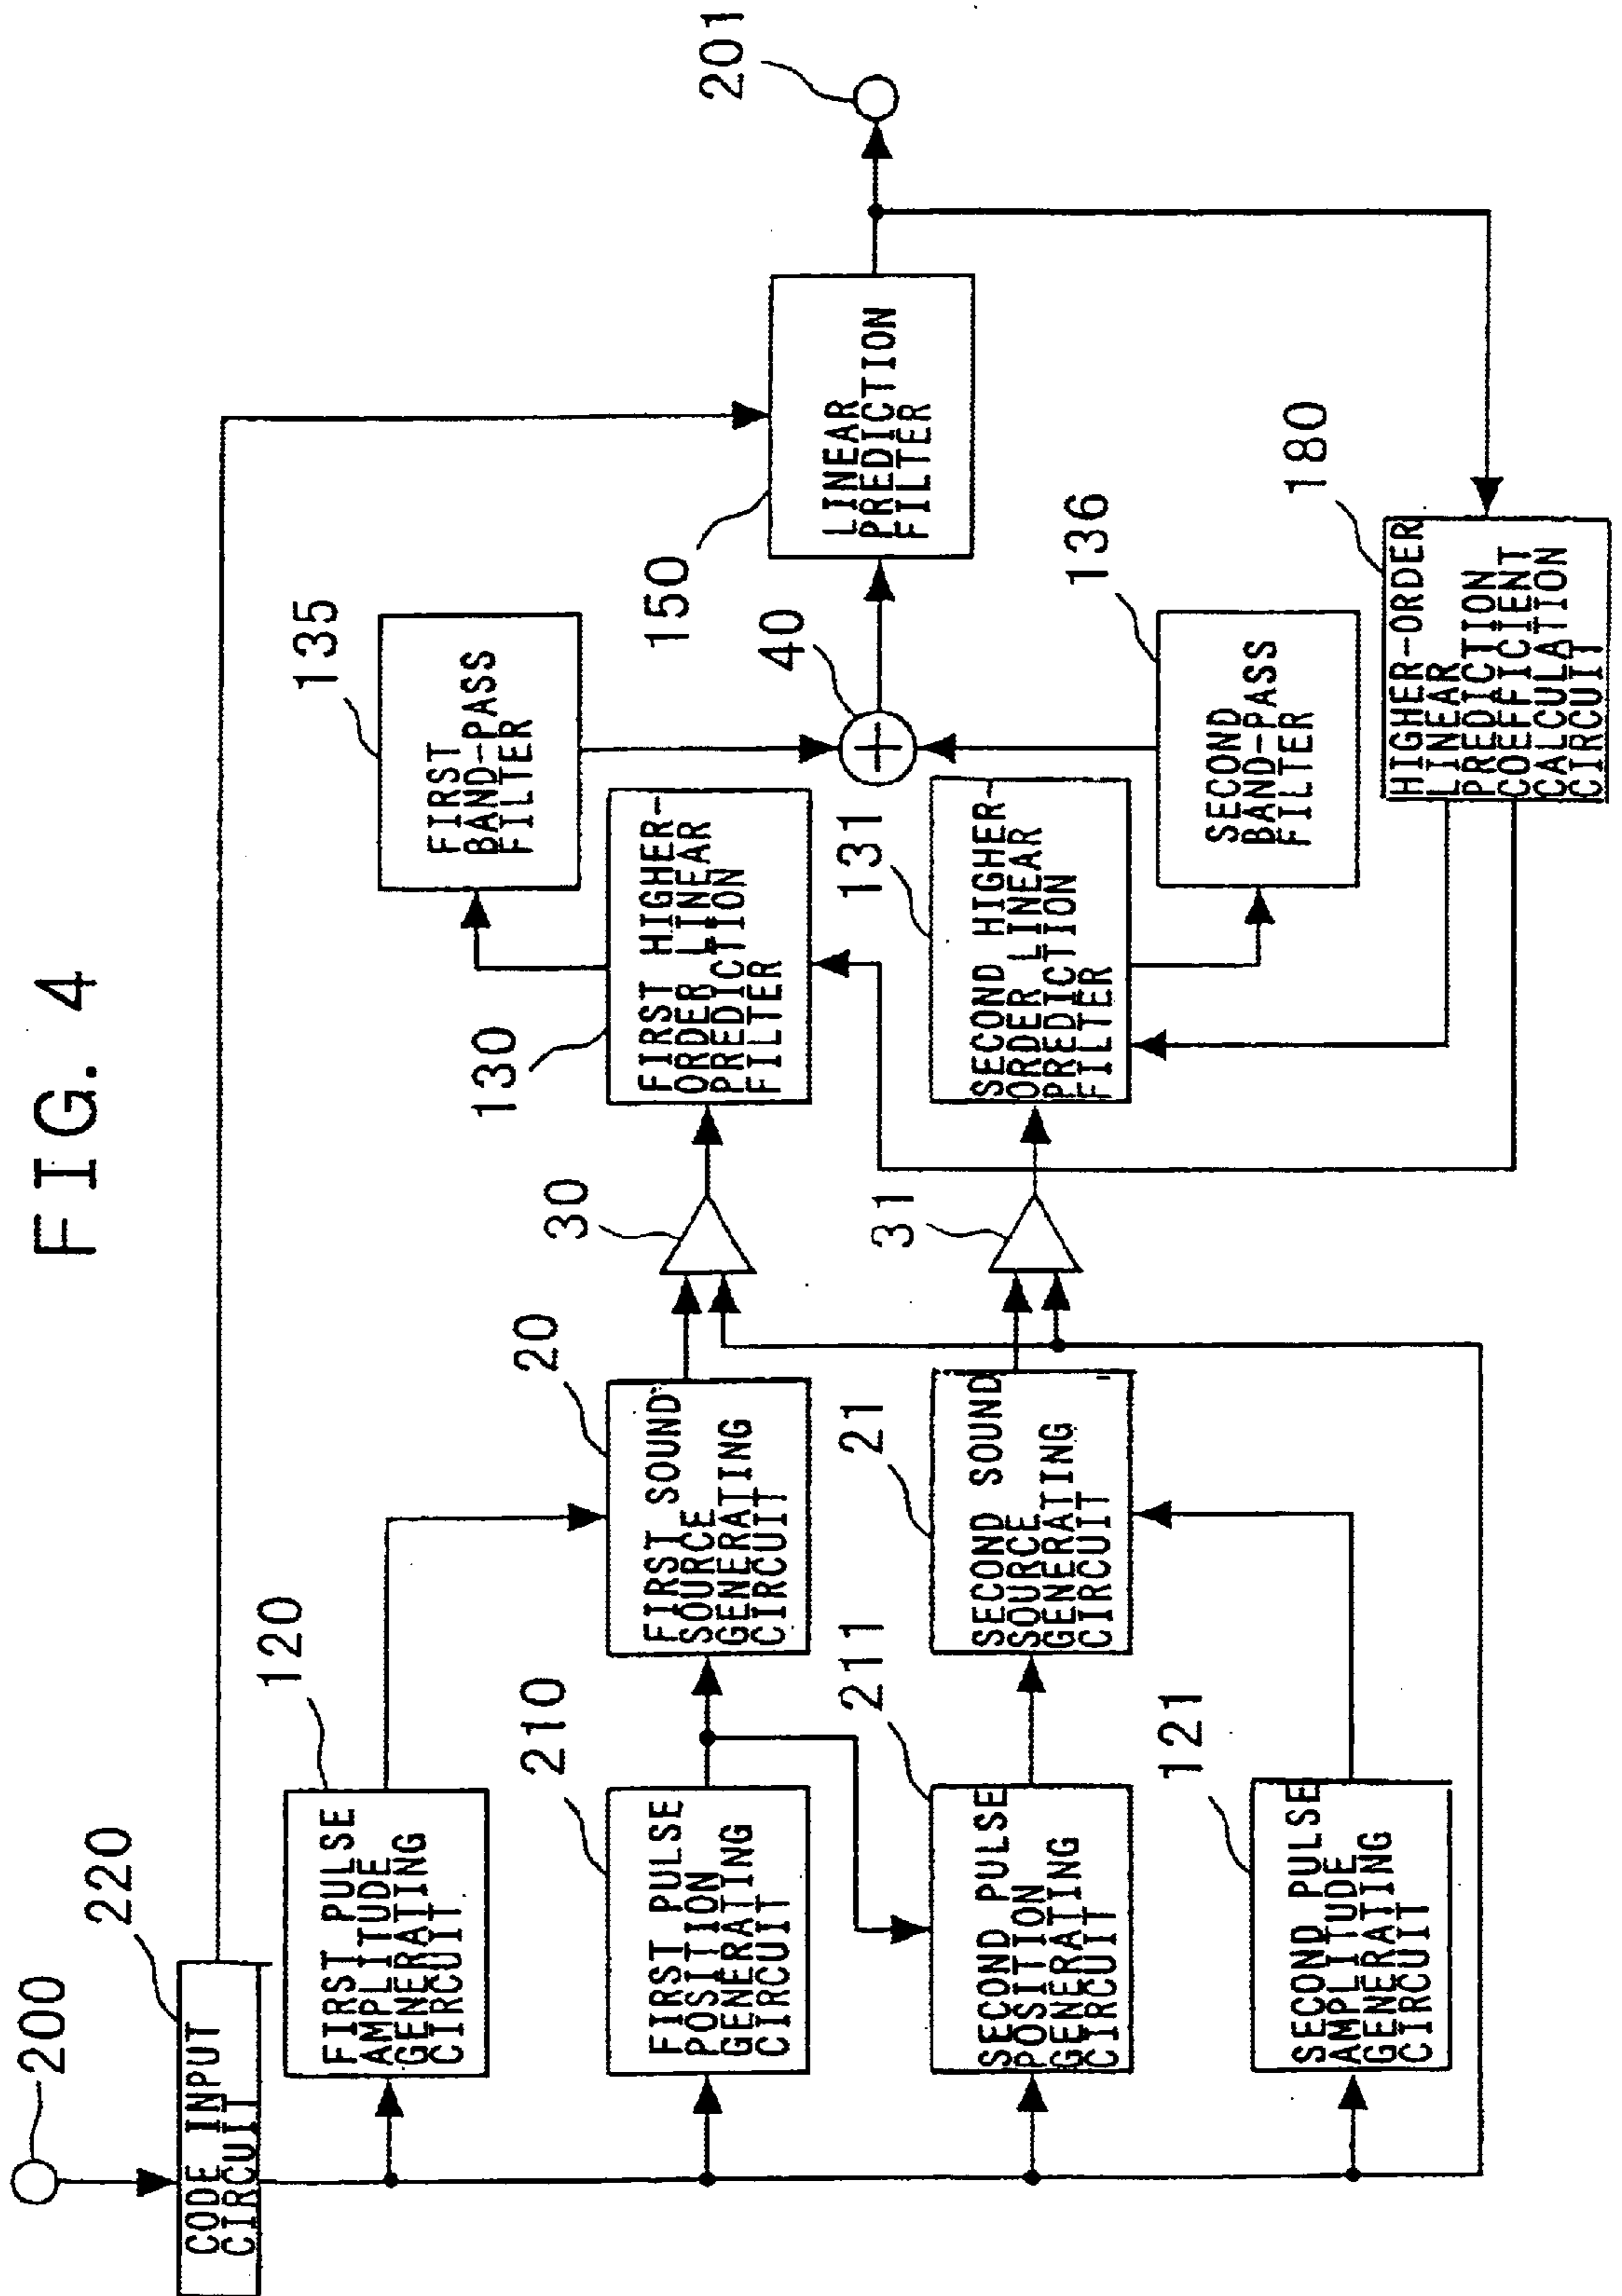 FIG. 4
200
220
CODE INPUT
CIRCUIT
120
FIRST PULSE
AMPLITUDE
GENERATING
CIRCUIT
210
FIRST PULSE
POSITION
GENERATING
CIRCUIT
211
SECOND PULSE
POSITION
GENERATING
CIRCUIT
121
SECOND PULSE
AMPLITUDE
GENERATING
CIRCUIT
20
FIRST SOUND
SOURCE
GENERATING
CIRCUIT
21
SECOND SOUND
SOURCE
GENERATING
CIRCUIT
30
31
130
FIRST HIGHER-
ORDER LINEAR
PREDICTION
FILTER
131
SECOND HIGHER-
ORDER LINEAR
PREDICTION
FILTER
135
FIRST
BAND-PASS
FILTER
40
136
SECOND
BAND-PASS
FILTER
150
LINEAR
PREDICTION
FILTER
180
HIGHER-ORDER
LINEAR
PREDICTION
COEFFICIENT
CALCULATION
CIRCUIT
201